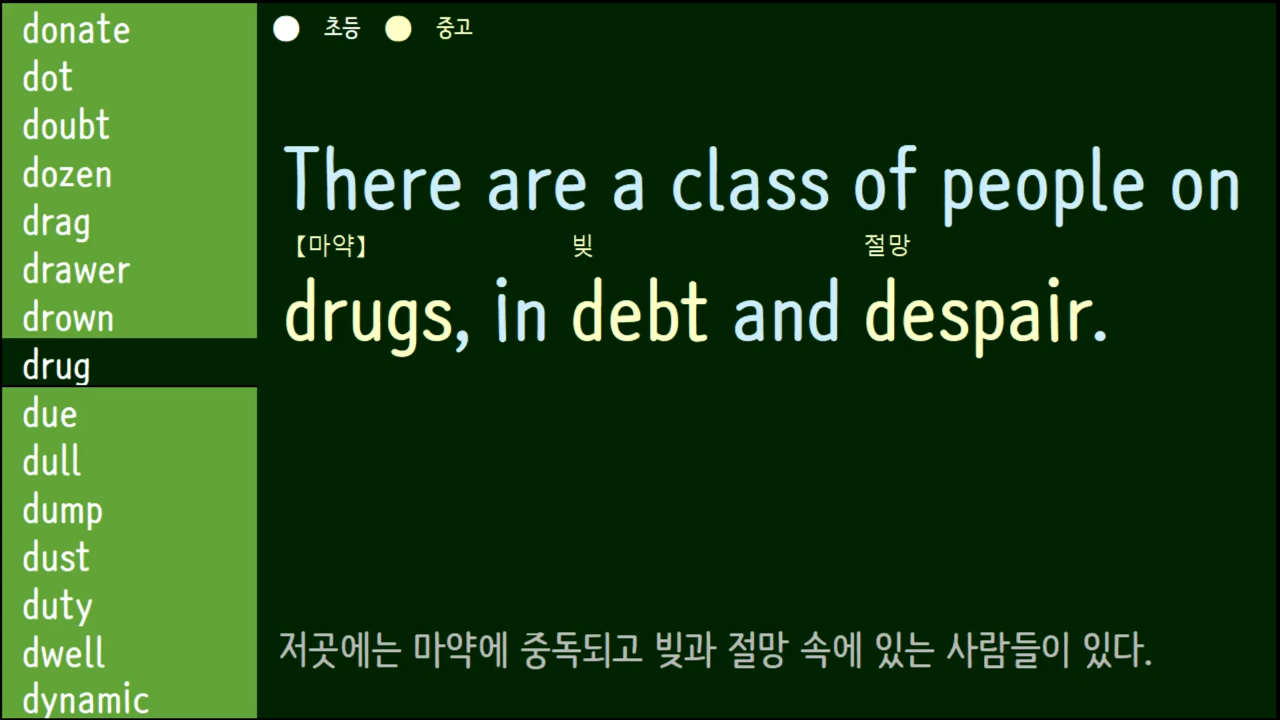 donate
dot
doubt
dozen
drag
drawer
drown
drug
due
dull
dump
dust
duty
dwell
dynamic
초등 중고
There are a class of people on
【마약】 빚 절망
drugs, in debt and despair.
저곳에는 마약에 중독되고 빚과 절망 속에 있는 사람들이 있다.